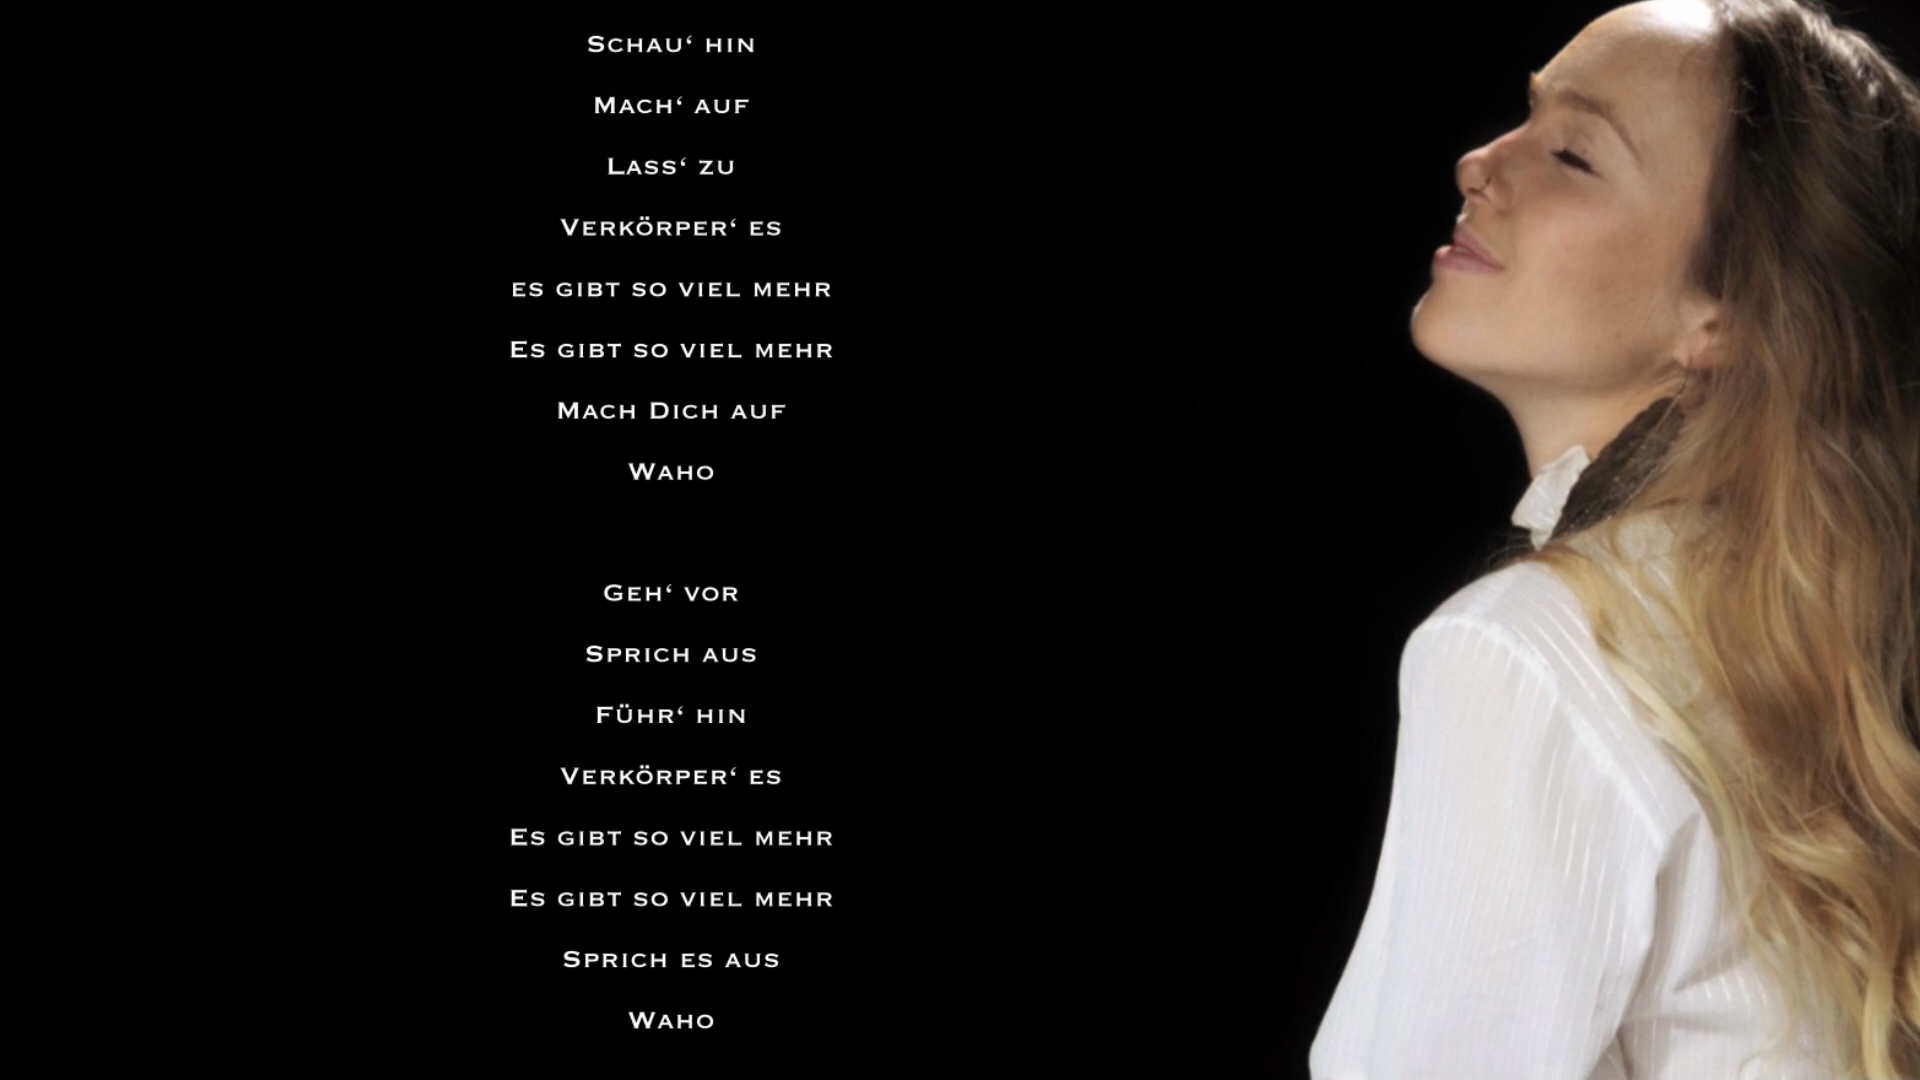 Schau‘ hin
Mach‘ auf
Lass‘ zu
Verkörper‘ es
es gibt so viel mehr
Es gibt so viel mehr
Mach Dich auf
Waho
Geh‘ vor
Sprich aus
Führ‘ hin
Verkörper‘ es
Es gibt so viel mehr
Es gibt so viel mehr
Sprich es aus
Waho